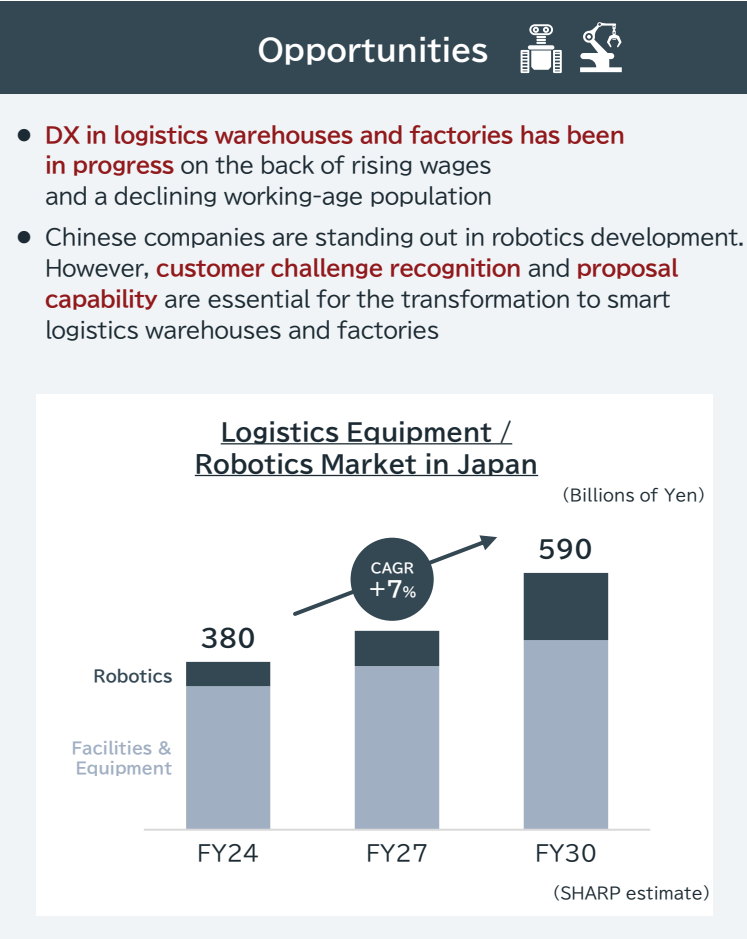 Opportunities
● DX in logistics warehouses and factories has been
in progress on the back of rising wages
and a declining working-age population
● Chinese companies are standing out in robotics development.
However, customer challenge recognition and proposal
capability are essential for the transformation to smart
logistics warehouses and factories
Logistics Equipment /
Robotics Market in Japan
(Billions of Yen)
CAGR
+7%
590
380
Robotics
Facilities &
Equipment
FY24 FY27 FY30
(SHARP estimate)